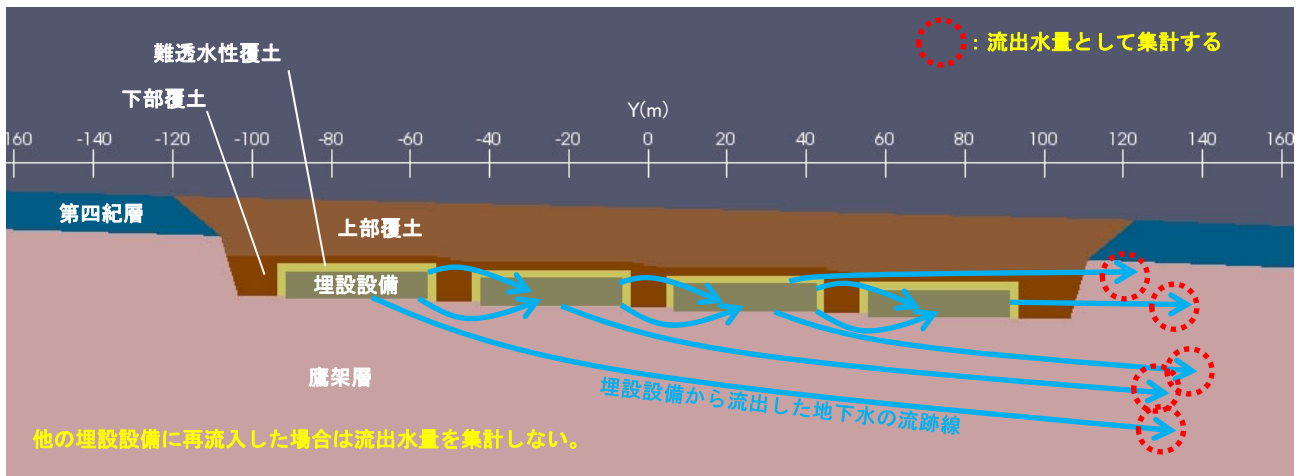 難透水性覆土
：流出水量として集計する
下部覆土
Y(m)
160 -140 -120 -100 -80 -60 -40 -20 0 20 40 60 80 100 120 140 160
第四紀層
上部覆土
埋設設備
鷹架層
埋設設備から流出した地下水の流跡線
他の埋設設備に再流入した場合は流出水量を集計しない。